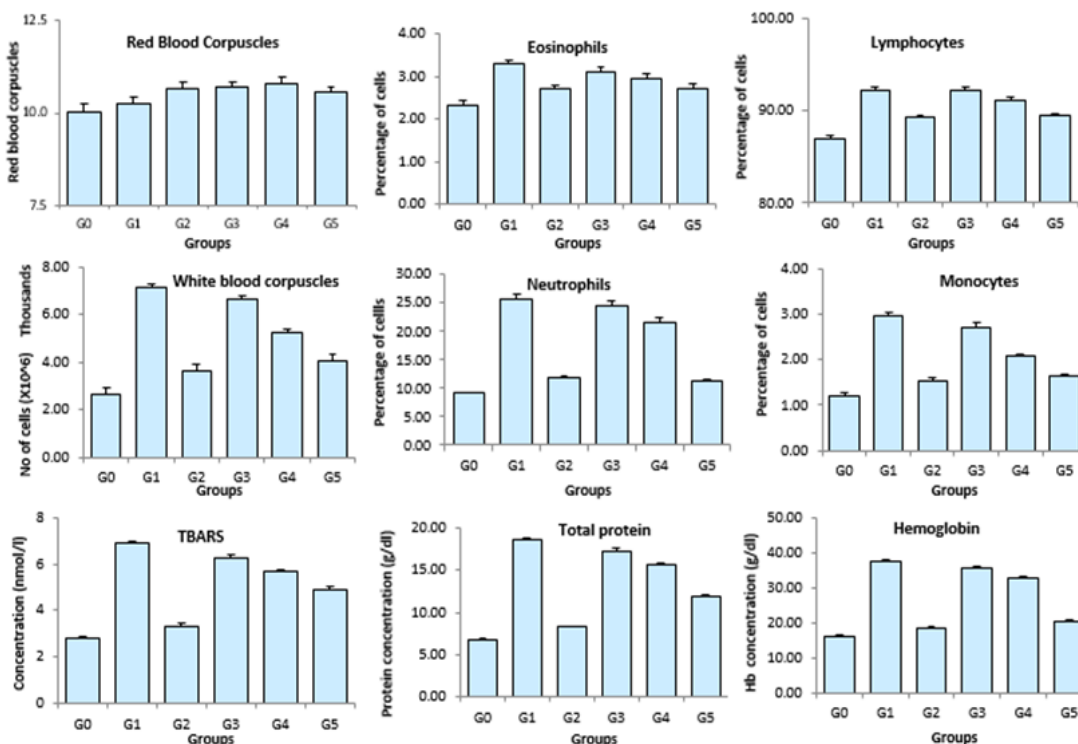 Red Blood Corpuscles
Red blood corpuscles
12.5
10.0
7.5
G0 G1 G2 G3 G4 G5
Groups
Eosinophils
Percentage of cells
4.00
3.00
2.00
1.00
0.00
G0 G1 G2 G3 G4 G5
Groups
Lymphocytes
Percentage of cells
100.00
90.00
80.00
G0 G1 G2 G3 G4 G5
Groups
White blood corpuscles
No of cells (X10^6) Thousands
8.00
6.00
4.00
2.00
0.00
G0 G1 G2 G3 G4 G5
Groups
Neutrophils
Percentage of cellls
30.00
25.00
20.00
15.00
10.00
5.00
0.00
G0 G1 G2 G3 G4 G5
Groups
Monocytes
Percentage of cells
4.00
3.00
2.00
1.00
0.00
G0 G1 G2 G3 G4 G5
Groups
TBARS
Concentration (nmol/l)
8
6
4
2
0
G0 G1 G2 G3 G4 G5
Groups
Total protein
Protein concentration (g/dl)
20.00
15.00
10.00
5.00
0.00
G0 G1 G2 G3 G4 G5
Groups
Hemoglobin
Hb concentration (g/dl)
50.00
40.00
30.00
20.00
10.00
0.00
G0 G1 G2 G3 G4 G5
Groups